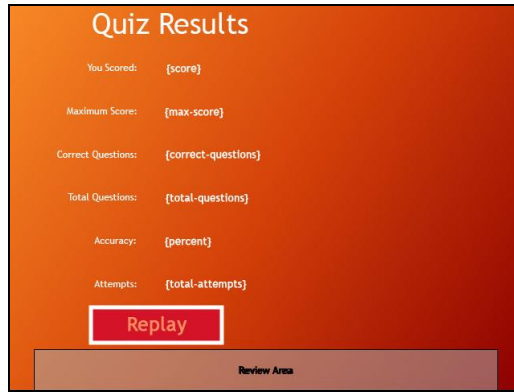 Quiz Results
You Scored: {score}
Maximum Score: {max-score}
Correct Questions: {correct-questions}
Total Questions: {total-questions}
Accuracy: {percent}
Attempts: {total-attempts}
Replay
Review Area